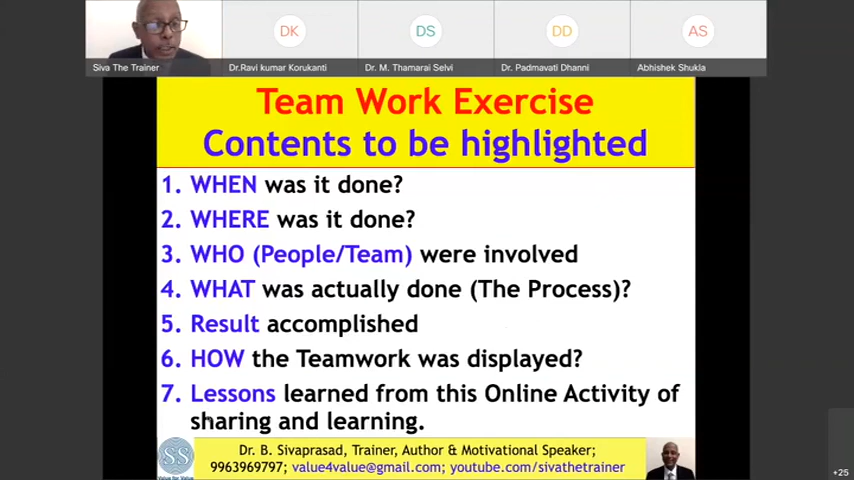 DK
DS
DD
AS
Siva The Trainer
Dr.Ravi kumar Korukanti
Dr. M. Thamarai Selvi
Dr. Padmavati Dhanni
Abhishek Shukla
Team Work Exercise
Contents to be highlighted
1. WHEN was it done?
2. WHERE was it done?
3. WHO (People/Team) were involved
4. WHAT was actually done (The Process)?
5. Result accomplished
6. HOW the Teamwork was displayed?
7. Lessons learned from this Online Activity of
sharing and learning.
SS
Value for Value
Dr. B. Sivaprasad, Trainer, Author & Motivational Speaker;
9963969797; value4value@gmail.com; youtube.com/sivathetrainer
+25